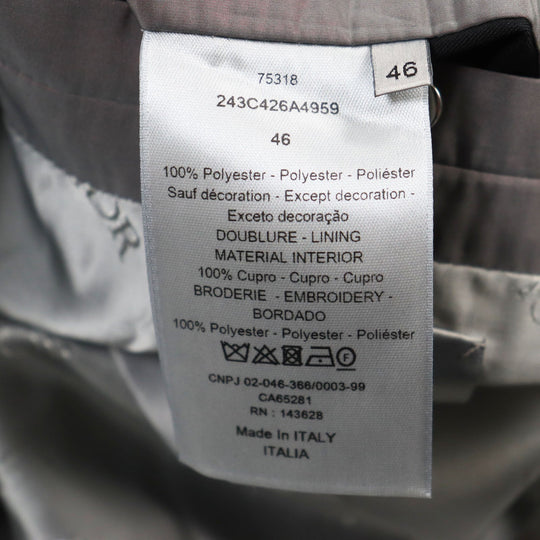 46
75318
243C426A4959
46
100% Polyester - Polyester - Poliéster
Sauf décoration - Except decoration -
Exceto decoração
DOUBLURE - LINING
MATERIAL INTERIOR
100% Cupro - Cupro - Cupro
BRODERIE - EMBROIDERY -
BORDADO
100% Polyester - Polyester - Polyester
CNPJ 02-046-366/0003-99
CA65281
RN : 143628
Made In ITALY
ITALIA